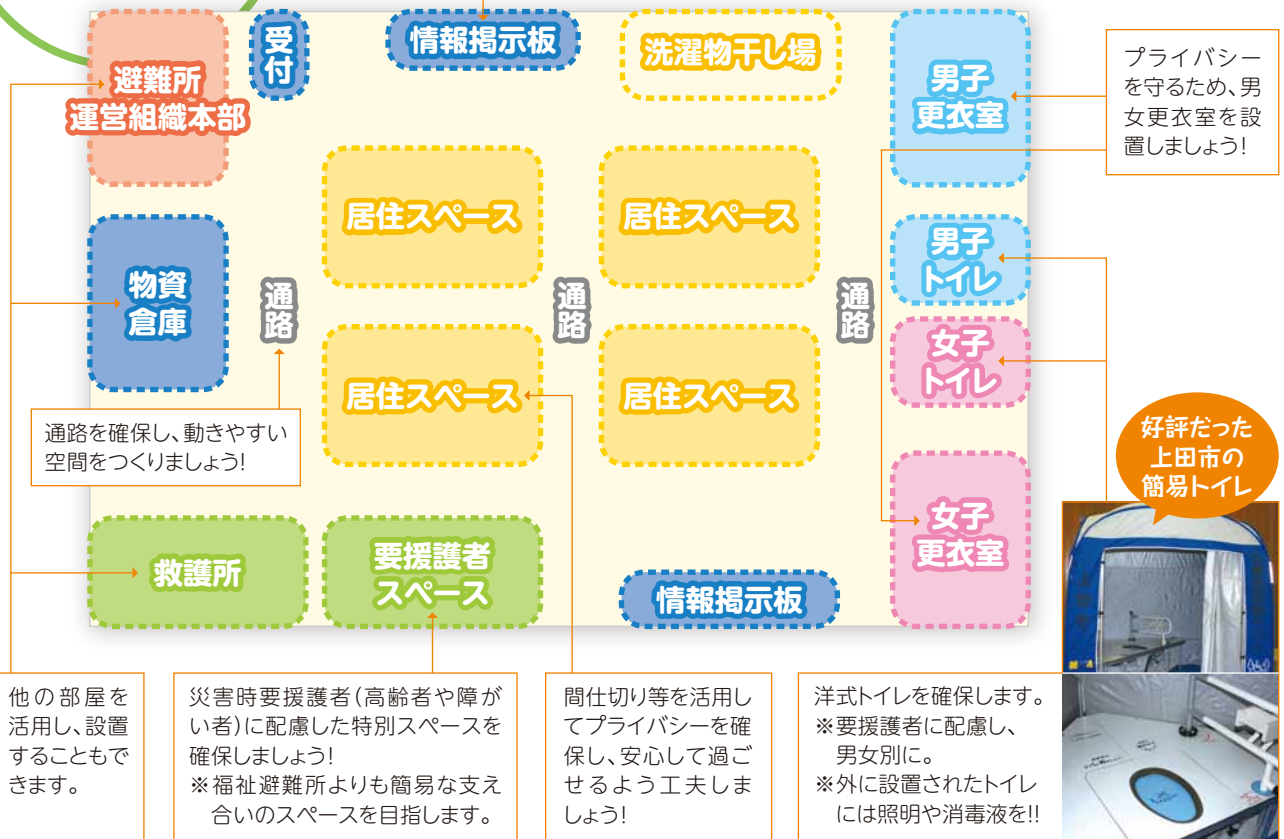 避難所
運営組織本部
受付
情報掲示板
洗濯物干し場
男子
更衣室
プライバシー
を守るため、男
女更衣室を設
置しましょう!
居住スペース
居住スペース
男子
トイレ
物資
倉庫
通路
通路
通路
女子
トイレ
居住スペース
居住スペース
通路を確保し、動きやすい
空間をつくりましょう!
好評だった
上田市の
簡易トイレ
救護所
要援護者
スペース
情報掲示板
女子
更衣室
他の部屋を
活用し、設置
することもで
きます。
災害時要援護者(高齢者や障が
い者)に配慮した特別スペースを
確保しましょう!
※福祉避難所よりも簡易な支え
合いのスペースを目指します。
間仕切り等を活用し
てプライバシーを確
保し、安心して過ご
せるよう工夫しま
しょう!
洋式トイレを確保します。
※要援護者に配慮し、
男女別に。
※外に設置されたトイレ
には照明や消毒液を!!